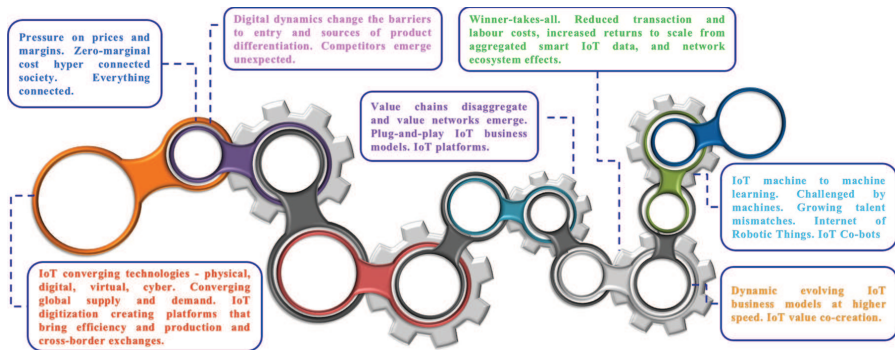 Pressure on prices and
margins. Zero-marginal
cost hyper connected
society. Everything
connected.
Digital dynamics change the barriers
to entry and sources of product
differentiation. Competitors emerge
unexpected.
Winner-takes-all. Reduced transaction and
labour costs, increased returns to scale from
aggregated smart IoT data, and network
ecosystem effects.
Value chains disaggregate
and value networks emerge.
Plug-and-play IoT business
models. IoT platforms.
IoT machine to machine
learning. Challenged by
machines. Growing talent
mismatches. Internet of
Robotic Things. IoT Co-bots
IoT converging technologies - physical,
digital, virtual, cyber. Converging
global supply and demand. IoT
digitization creating platforms that
bring efficiency and production and
cross-border exchanges.
Dynamic evolving IoT
business models at higher
speed. IoT value co-creation.